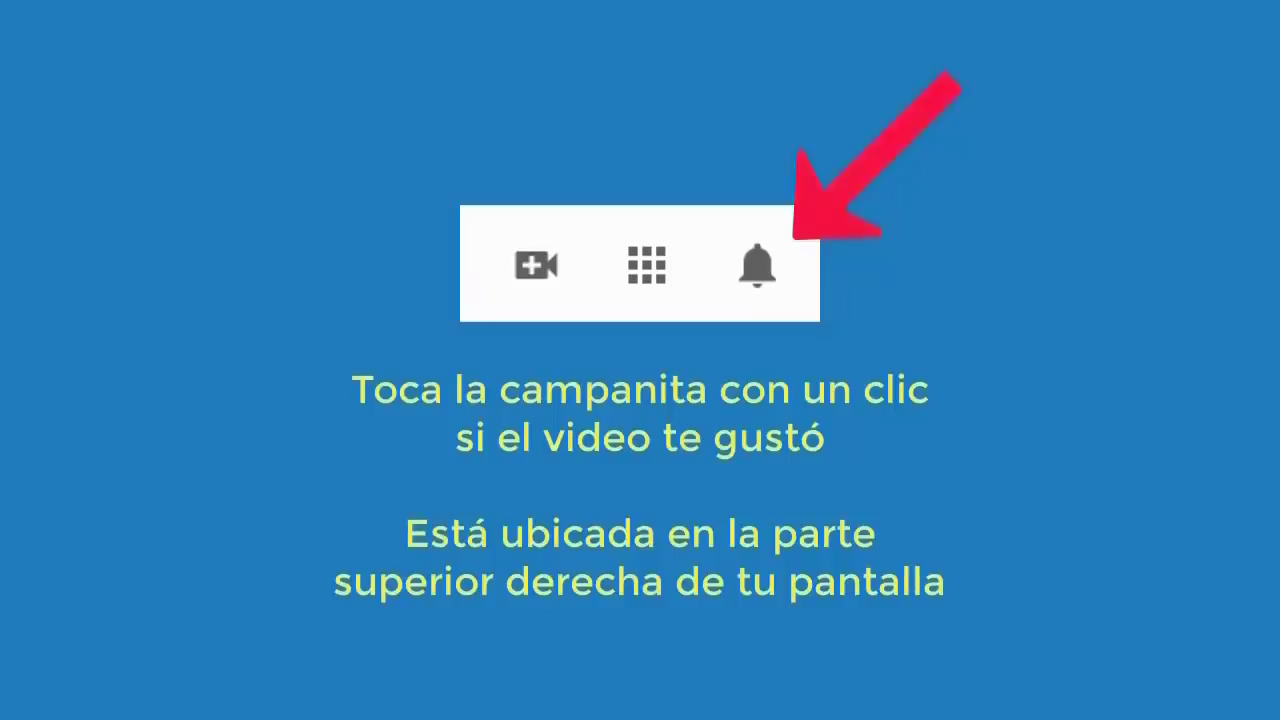 Toca la campanita con un clic
si el video te gustó
Está ubicada en la parte
superior derecha de tu pantalla